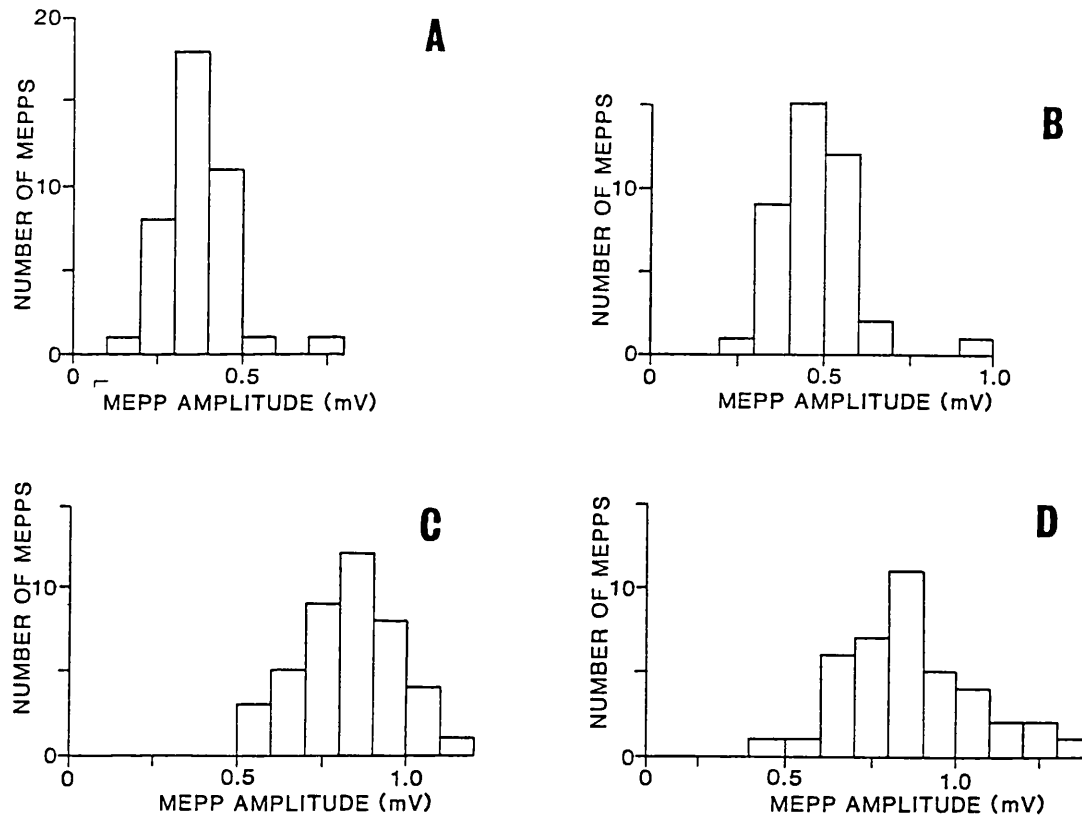 A
20
10
0
NUMBER OF MEPPS
0 0.5
MEPP AMPLITUDE (mV)
B
10
0
NUMBER OF MEPPS
0 0.5 1.0
MEPP AMPLITUDE (mV)
C
10
0
NUMBER OF MEPPS
0 0.5 1.0
MEPP AMPLITUDE (mV)
D
10
0
NUMBER OF MEPPS
0 0.5 1.0
MEPP AMPLITUDE (mV)